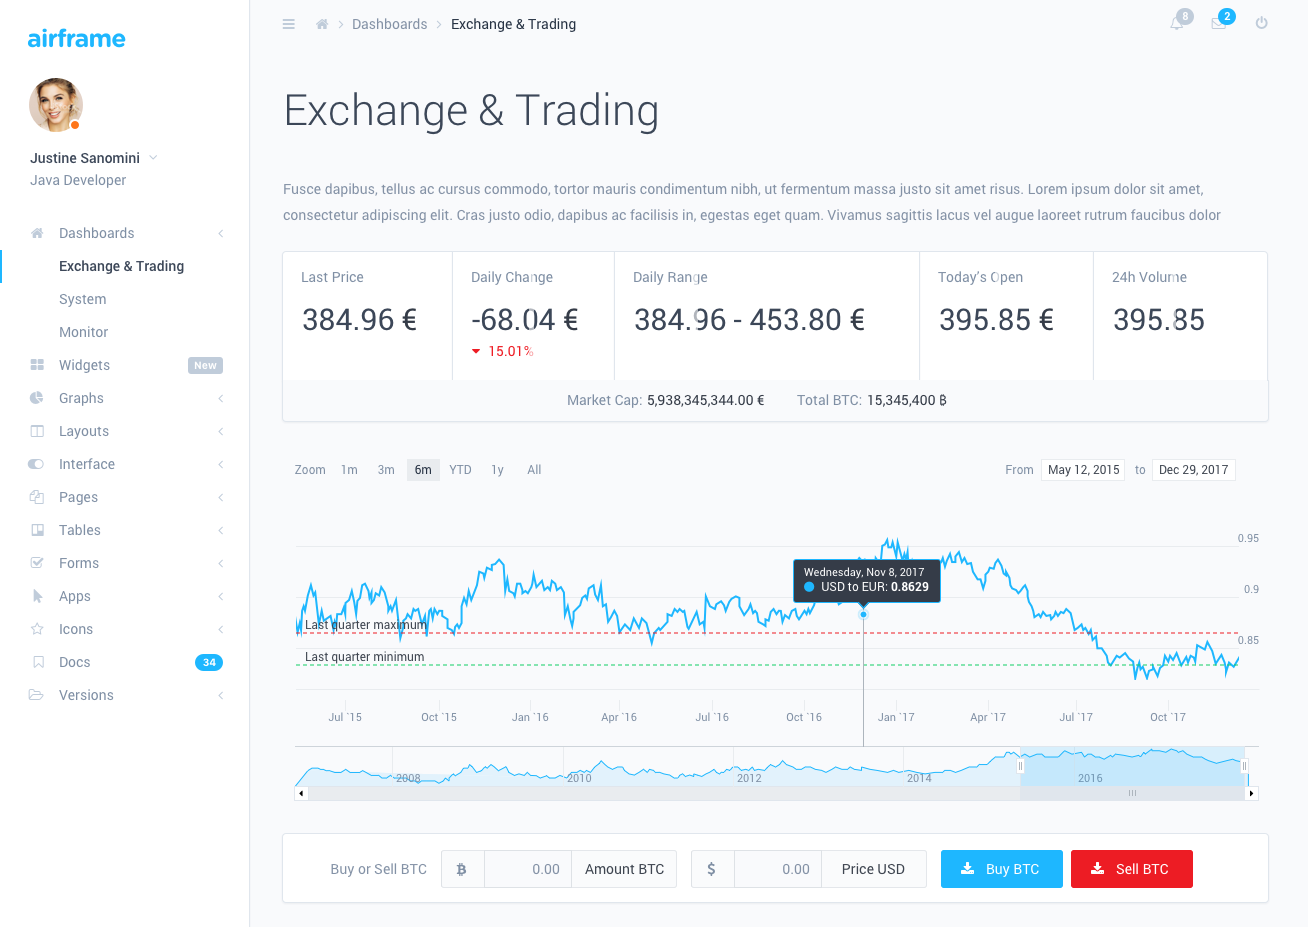 airframe
Justine Sanomini
Java Developer
Dashboards
Exchange & Trading
System
Monitor
Widgets New
Graphs
Layouts
Interface
Pages
Tables
Forms
Apps
Icons
Docs 34
Versions
Dashboards Exchange & Trading
8 2
Exchange & Trading
Fusce dapibus, tellus ac cursus commodo, tortor mauris condimentum nibh, ut fermentum massa justo sit amet risus. Lorem ipsum dolor sit amet,
consectetur adipiscing elit. Cras justo odio, dapibus ac facilisis in, egestas eget quam. Vivamus sagittis lacus vel augue laoreet rutrum faucibus dolor
Last Price Daily Change Daily Range Today's Open 24h Volume
384.96 € -68.04 € 384.96 - 453.80 € 395.85 € 395.85
15.01%
Market Cap: 5,938,345,344.00 € Total BTC: 15,345,400 ฿
Zoom 1m 3m 6m YTD 1y All From May 12, 2015 to Dec 29, 2017
0.95
Wednesday, Nov 8, 2017
USD to EUR: 0.8629
0.9
Last quarter maximum
0.85
Last quarter minimum
Jul `15 Oct `15 Jan `16 Apr `16 Jul `16 Oct `16 Jan `17 Apr `17 Jul `17 Oct `17
2008 2010 2012 2014 2016
Buy or Sell BTC ฿ 0.00 Amount BTC $ 0.00 Price USD Buy BTC Sell BTC